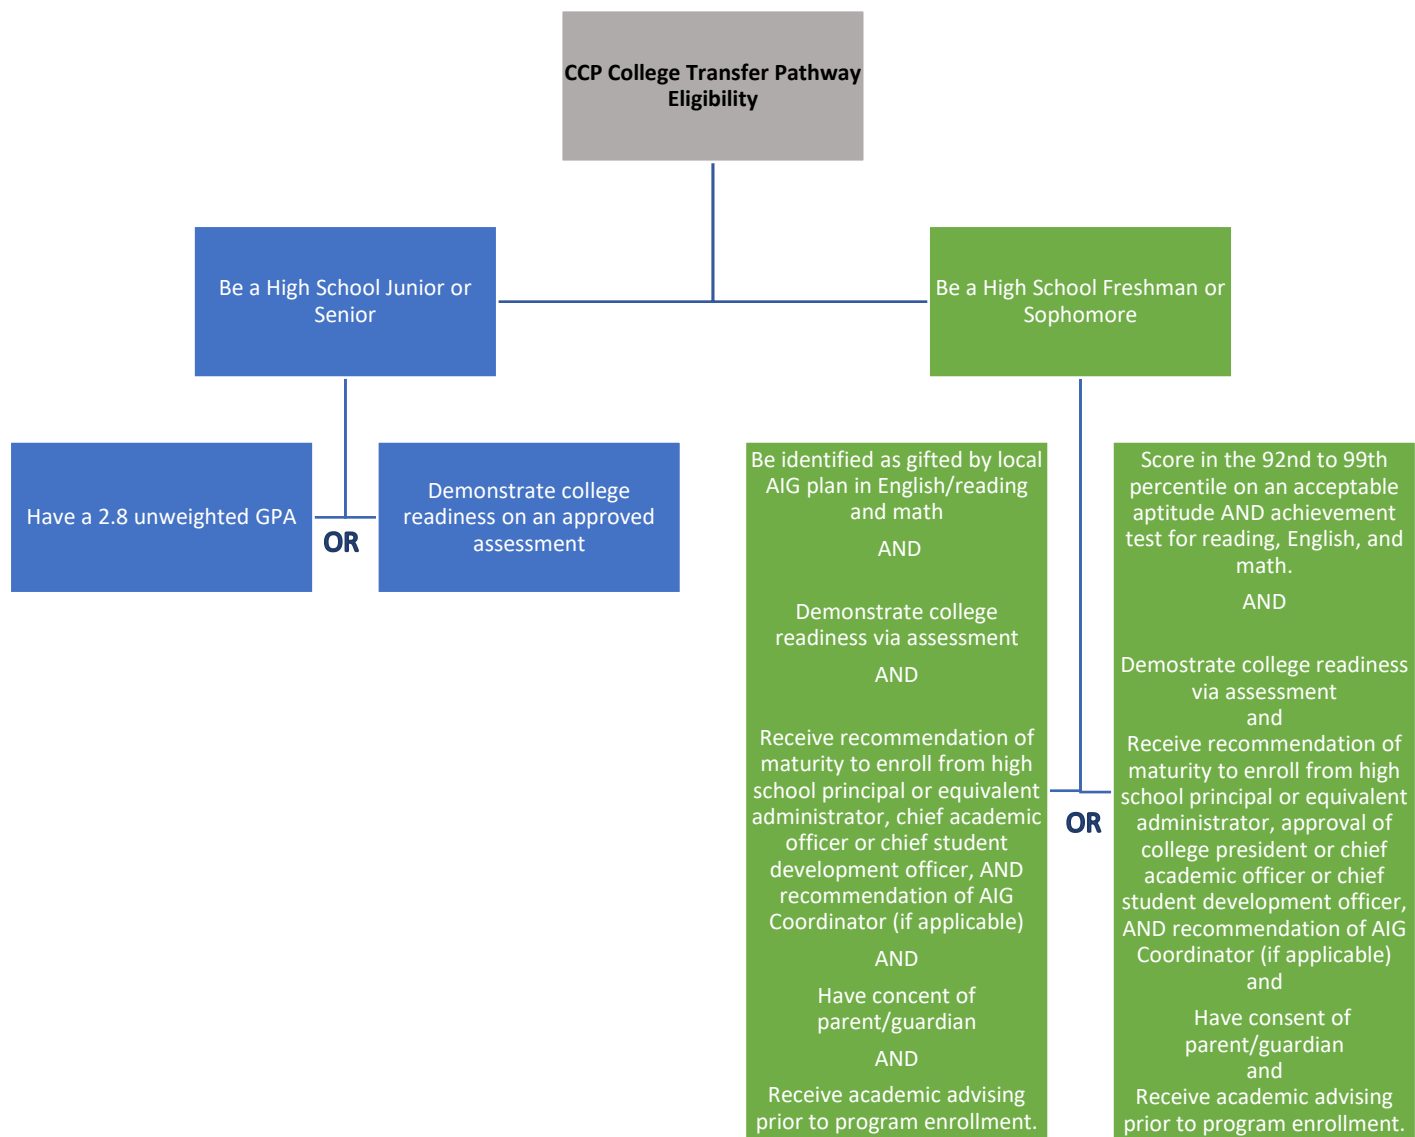 CCP College Transfer Pathway
Eligibility
Be a High School Junior or
Senior
Be a High School Freshman or
Sophomore
Have a 2.8 unweighted GPA
OR
Demonstrate college
readiness on an approved
assessment
Be identified as gifted by local
AIG plan in English/reading
and math
AND
Demonstrate college
readiness via assessment
AND
Receive recommendation of
maturity to enroll from high
school principal or equivalent
administrator, chief academic
officer or chief student
development officer, AND
recommendation of AIG
Coordinator (if applicable)
AND
Have concent of
parent/guardian
AND
Receive academic advising
prior to program enrollment.
OR
Score in the 92nd to 99th
percentile on an acceptable
aptitude AND achievement
test for reading, English, and
math.
AND
Demostrate college readiness
via assessment
and
Receive recommendation of
maturity to enroll from high
school principal or equivalent
administrator, approval of
college president or chief
academic officer or chief
student development officer,
AND recommendation of AIG
Coordinator (if applicable)
and
Have consent of
parent/guardian
and
Receive academic advising
prior to program enrollment.